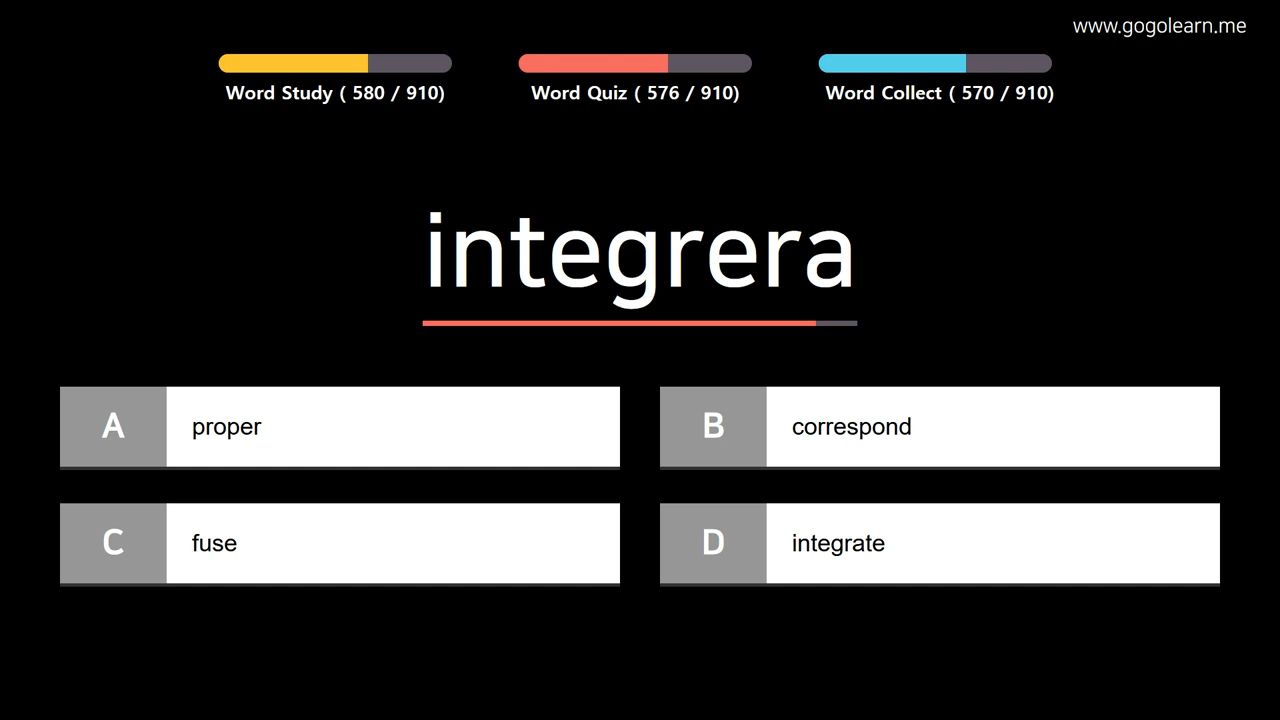 www.gogolearn.me
Word Study ( 580 / 910)
Word Quiz ( 576 / 910)
Word Collect ( 570 / 910)
integrera
A proper
B correspond
C fuse
D integrate